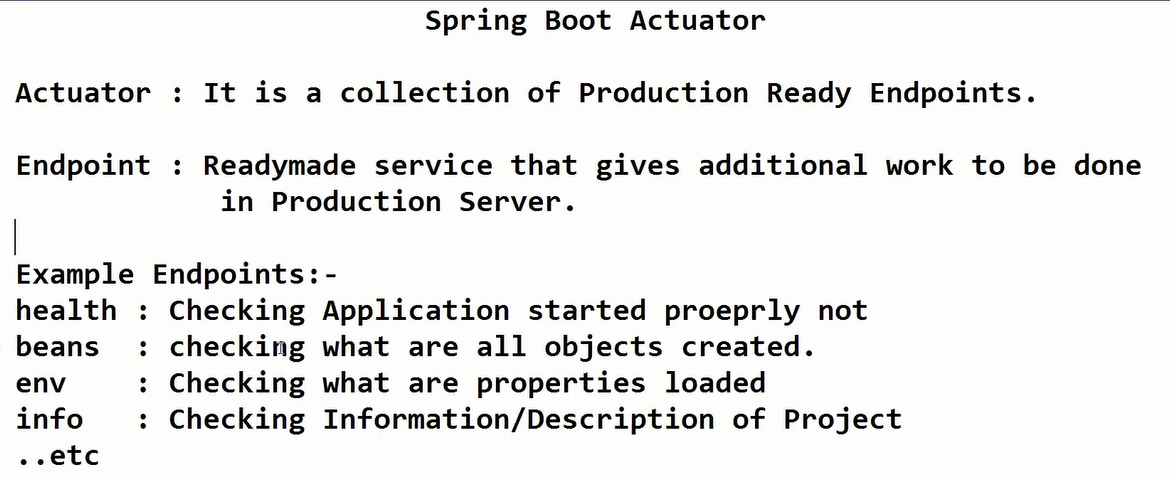 Spring Boot Actuator
Actuator : It is a collection of Production Ready Endpoints.
Endpoint : Readymade service that gives additional work to be done
in Production Server.
Example Endpoints:-
health : Checking Application started proeprly not
beans  : checking what are all objects created.
env    : Checking what are properties loaded
info   : Checking Information/Description of Project
..etc